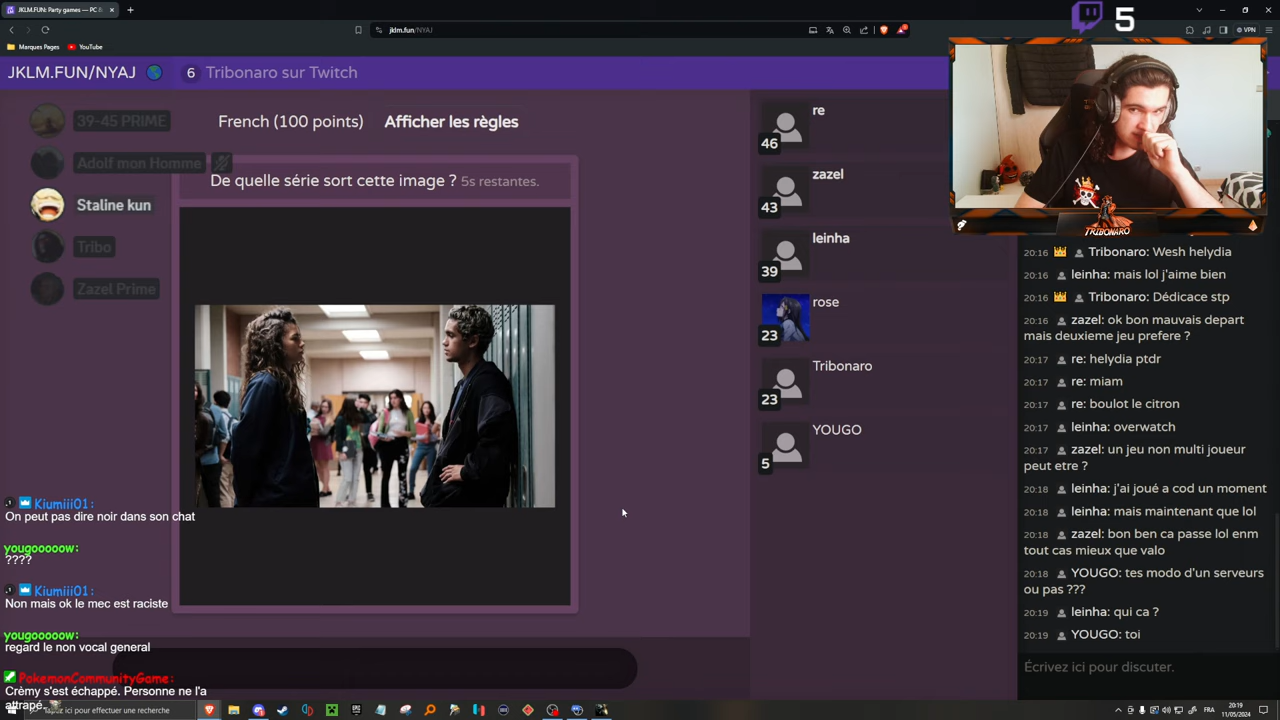 JKLM.FUN: Party games — PC (
jklm.fun/NYAJ
VPN
Marques Pages
YouTube
5
JKLM.FUN/NYAJ
6 Tribonaro sur Twitch
39-45 PRIME
Adolf mon Homme
Staline kun
Tribo
Zazel Prime
French (100 points) Afficher les règles
De quelle série sort cette image ? 5s restantes.
re
46
zazel
43
leinha
39
rose
23
Tribonaro
23
YOUGO
5
TRIBONARO
20:16 Tribonaro: Wesh helydia
20:16 leinha: mais lol j'aime bien
20:16 Tribonaro: Dédicace stp
20:16 zazel: ok bon mauvais depart
mais deuxieme jeu prefere ?
20:17 re: helydia ptdr
20:17 re: miam
20:17 re: boulot le citron
20:17 leinha: overwatch
20:17 zazel: un jeu non multi joueur
peut etre ?
20:18 leinha: j'ai joué a cod un moment
20:18 leinha: mais maintenant que lol
20:18 zazel: bon ben ca passe lol enm
tout cas mieux que valo
20:18 YOUGO: tes modo d'un serveurs
ou pas ???
20:19 leinha: qui ca ?
20:19 YOUGO: toi
Écrivez ici pour discuter.
Kiumiii01:
On peut pas dire noir dans son chat
yougooooow:
????
Kiumiii01:
Non mais ok le mec est raciste
yougooooow:
regard le non vocal general
PokemonCommunityGame:
Crèmy s'est échappé. Personne ne l'a
attrapé.
Tapez ici pour effectuer une recherche
FRA
20:19
11/05/2024